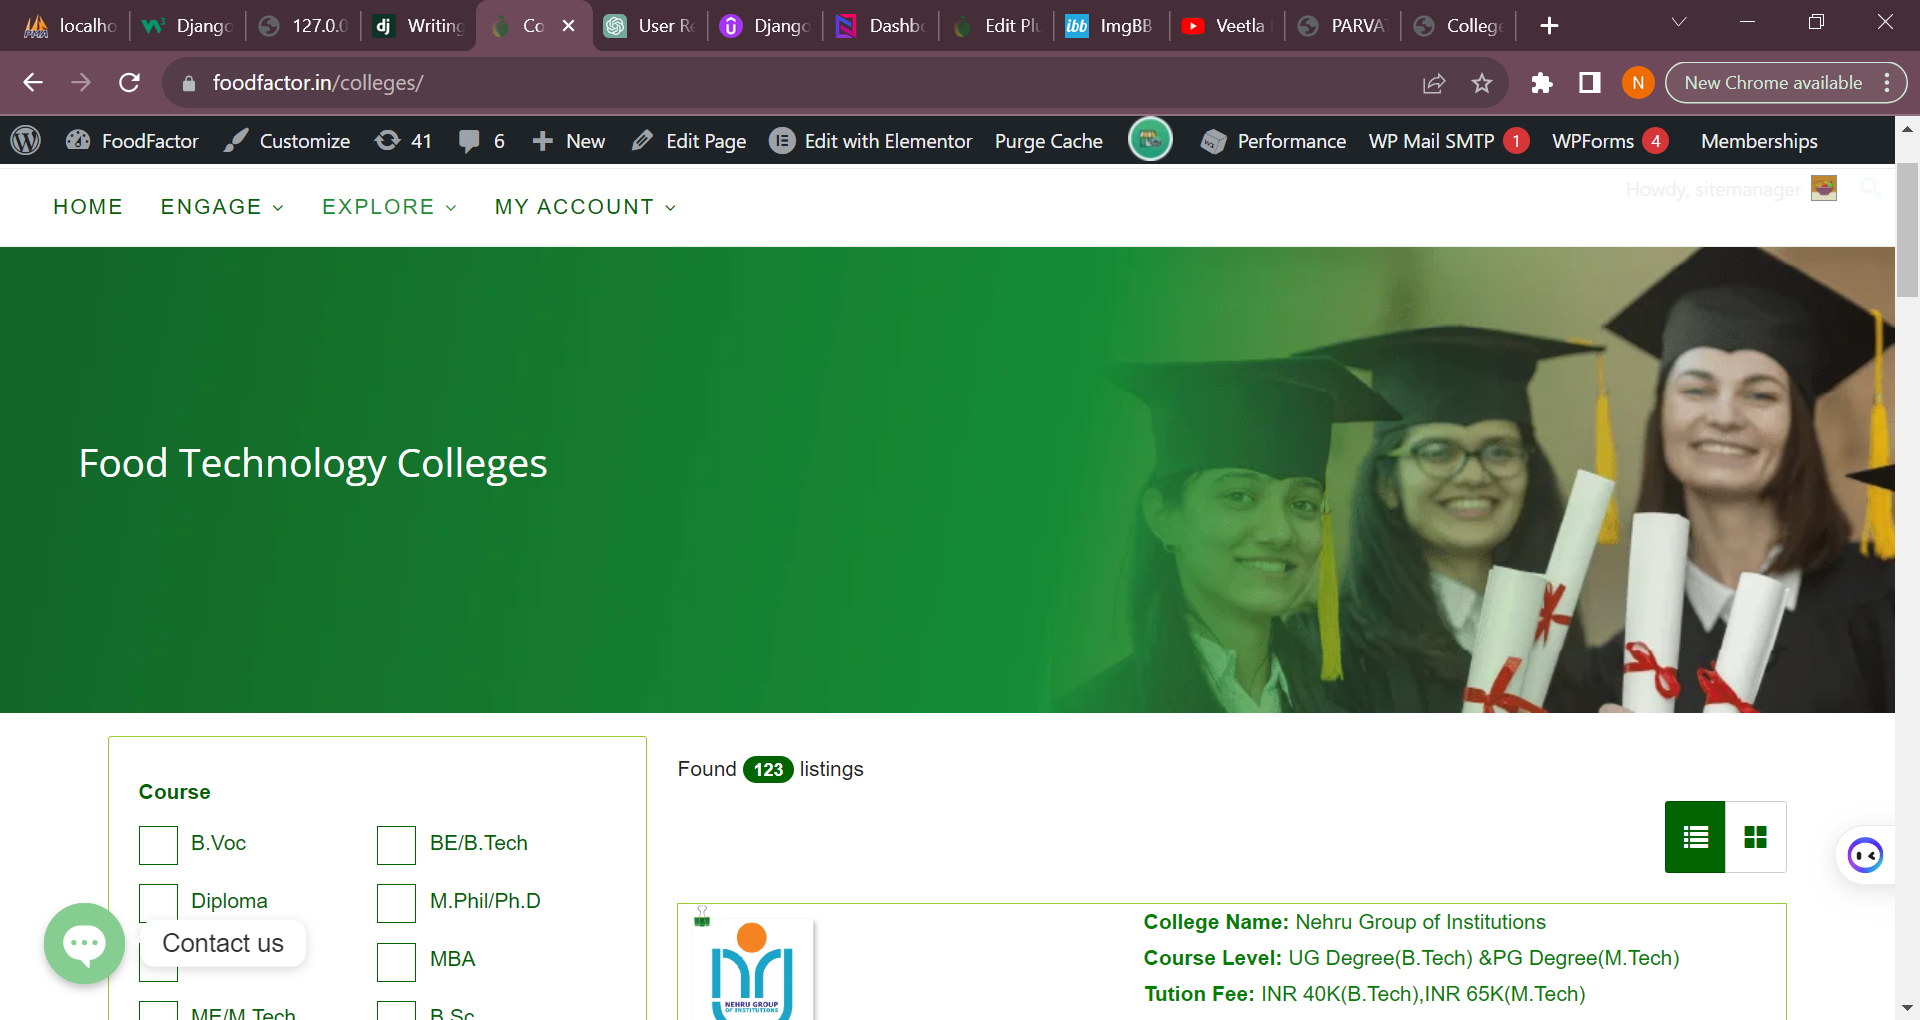 localho
Django
127.0.0
Writing
Co
User Re
Django
Dashbo
Edit Plu
ImgBB
Veetla
PARVA
College
foodfactor.in/colleges/
N
New Chrome available
FoodFactor
Customize
41
6
New
Edit Page
Edit with Elementor
Purge Cache
Performance
WP Mail SMTP 1
WPForms 4
Memberships
HOME
ENGAGE
EXPLORE
MY ACCOUNT
Howdy, sitemanager
Food Technology Colleges
Course
B.Voc
BE/B.Tech
Diploma
M.Phil/Ph.D
Contact us
MBA
ME/M.Tech
B.Sc
Found 123 listings
NEHRU GROUP
OF INSTITUTIONS
College Name: Nehru Group of Institutions
Course Level: UG Degree(B.Tech) &PG Degree(M.Tech)
Tution Fee: INR 40K(B.Tech),INR 65K(M.Tech)